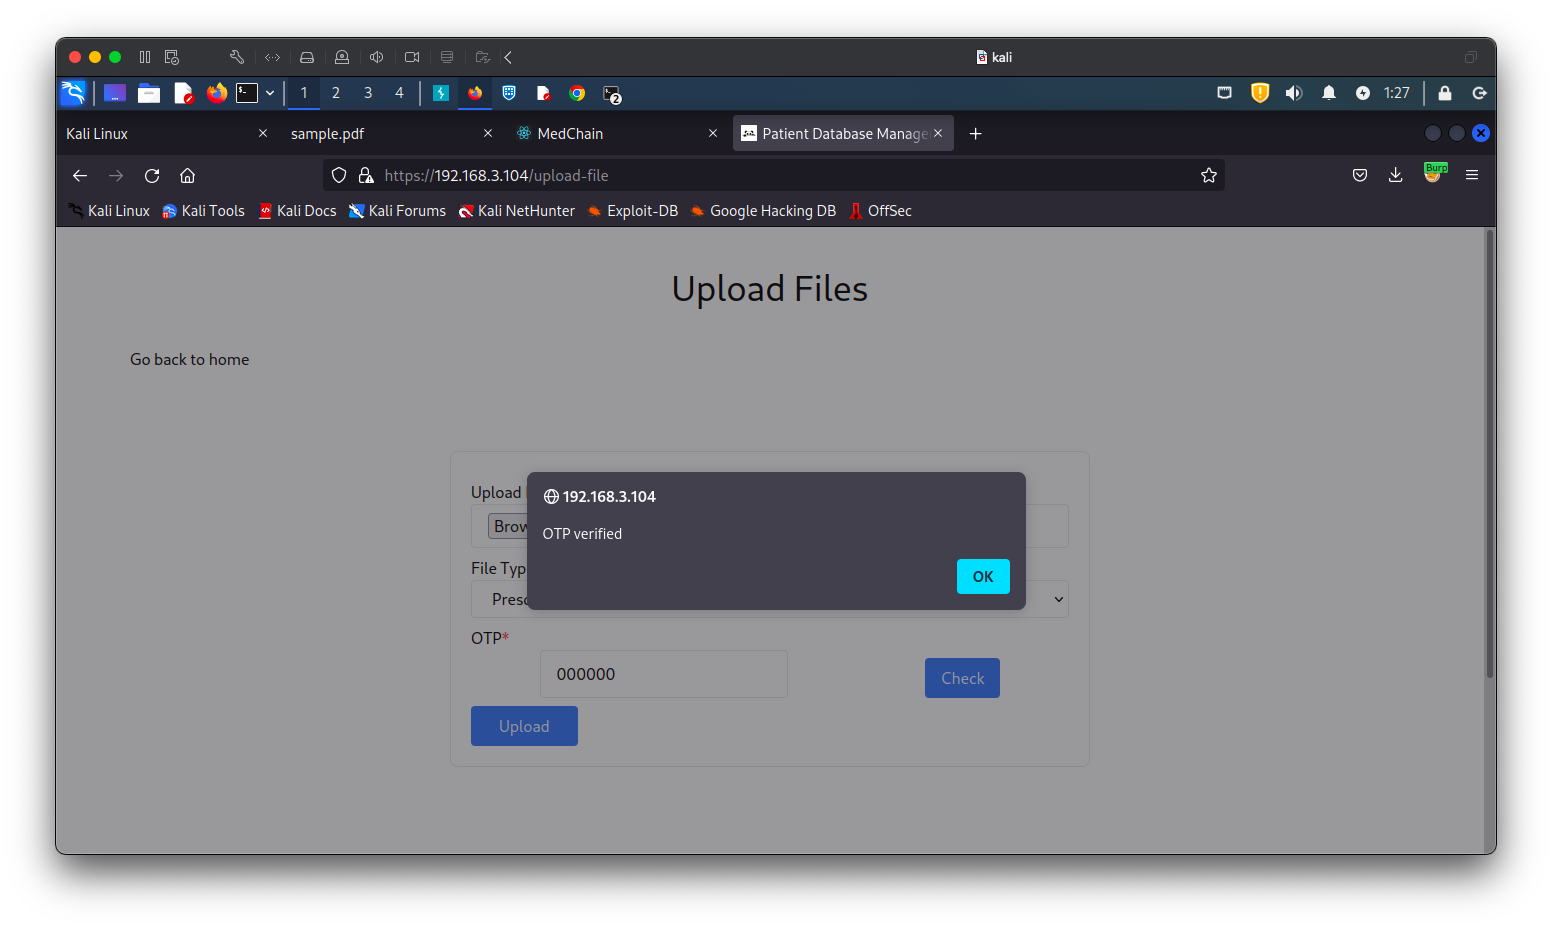 kali
1 2 3 4 2 1:27
Kali Linux sample.pdf MedChain Patient Database Manage
https://192.168.3.104/upload-file Burp
Kali Linux Kali Tools Kali Docs Kali Forums Kali NetHunter Exploit-DB Google Hacking DB OffSec
Upload Files
Go back to home
Upload
192.168.3.104
Brow
OTP verified
File Typ
OK
Presc
OTP*
000000
Check
Upload